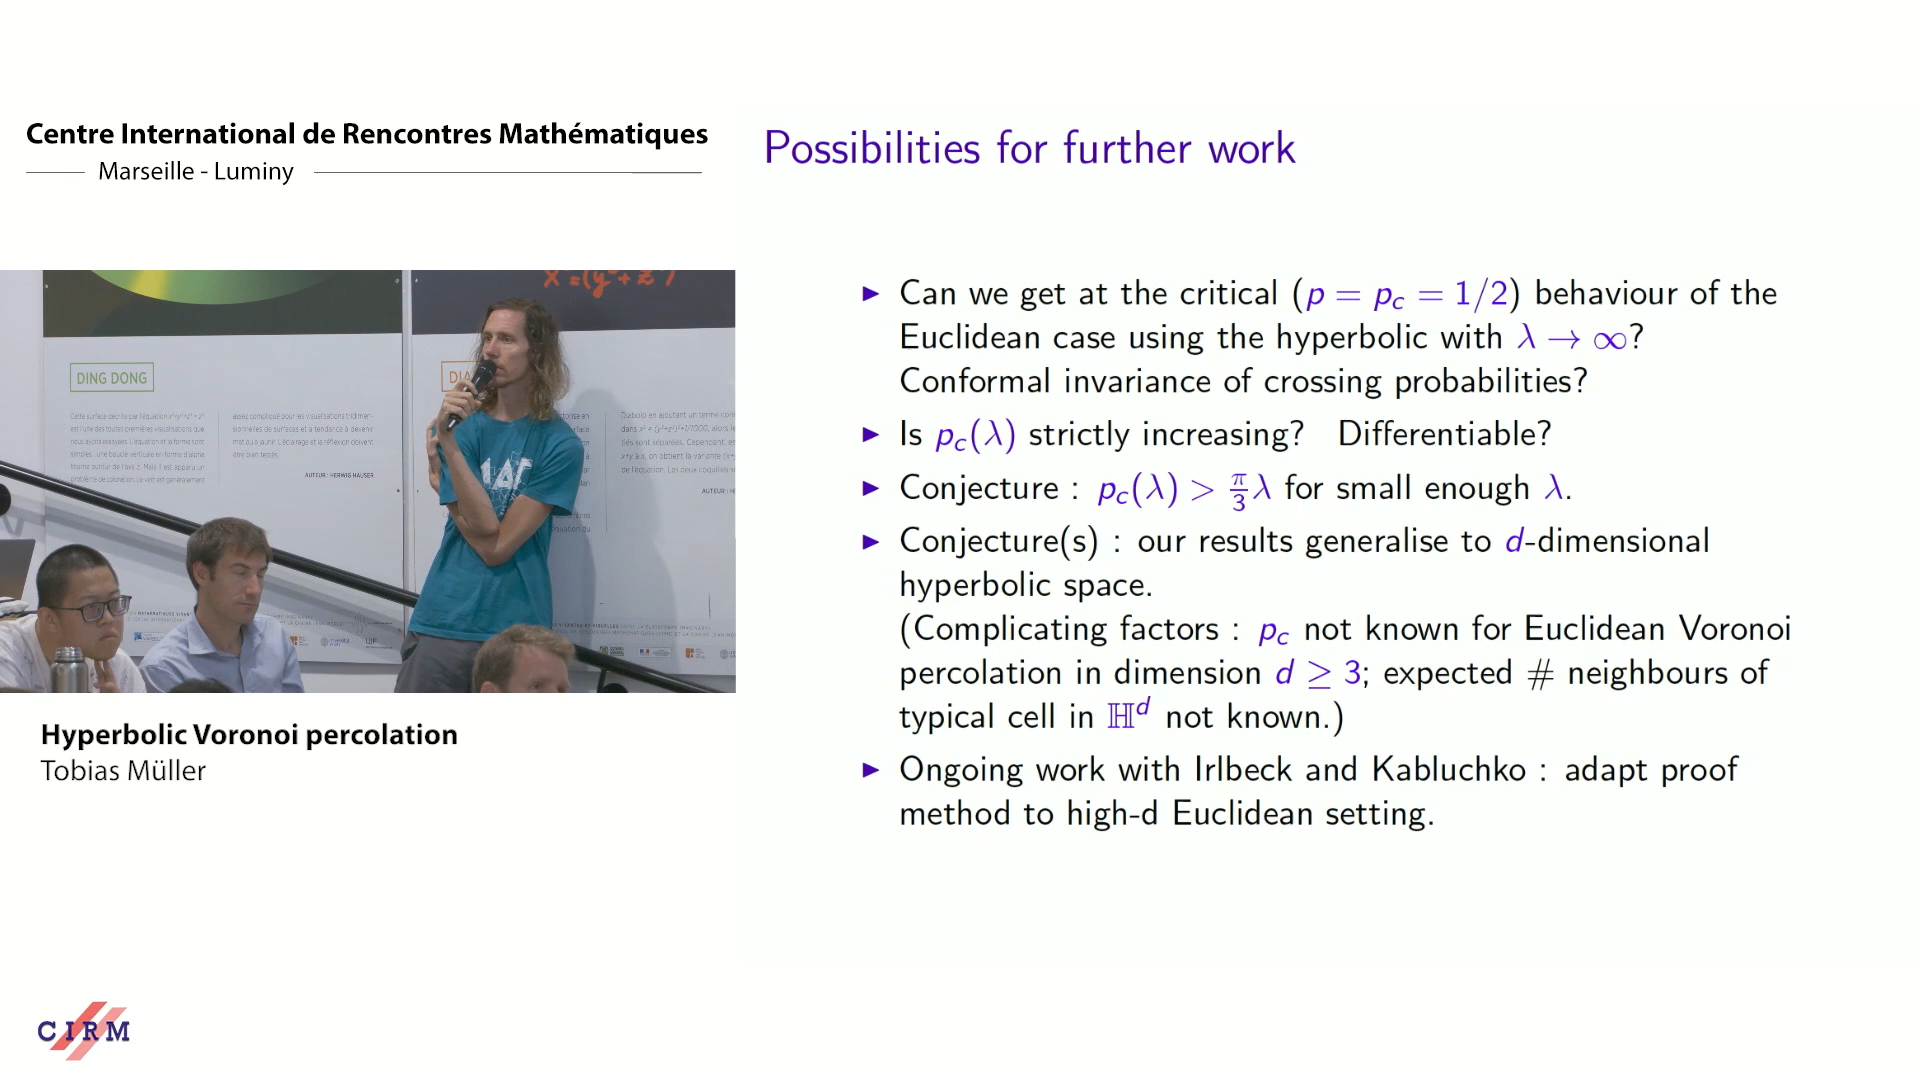 Centre International de Rencontres Mathématiques
Marseille - Luminy
Possibilities for further work
▶ Can we get at the critical (p = p_c = 1/2) behaviour of the
Euclidean case using the hyperbolic with λ → ∞?
Conformal invariance of crossing probabilities?
▶ Is p_c(λ) strictly increasing? Differentiable?
▶ Conjecture : p_c(λ) > π/3 λ for small enough λ.
▶ Conjecture(s) : our results generalise to d-dimensional
hyperbolic space.
(Complicating factors : p_c not known for Euclidean Voronoi
percolation in dimension d ≥ 3; expected # neighbours of
typical cell in ℍ^d not known.)
▶ Ongoing work with Irlbeck and Kabluchko : adapt proof
method to high-d Euclidean setting.
DING DONG
AUTEUR : HERWIG HAUSER
Hyperbolic Voronoi percolation
Tobias Müller
CIRM